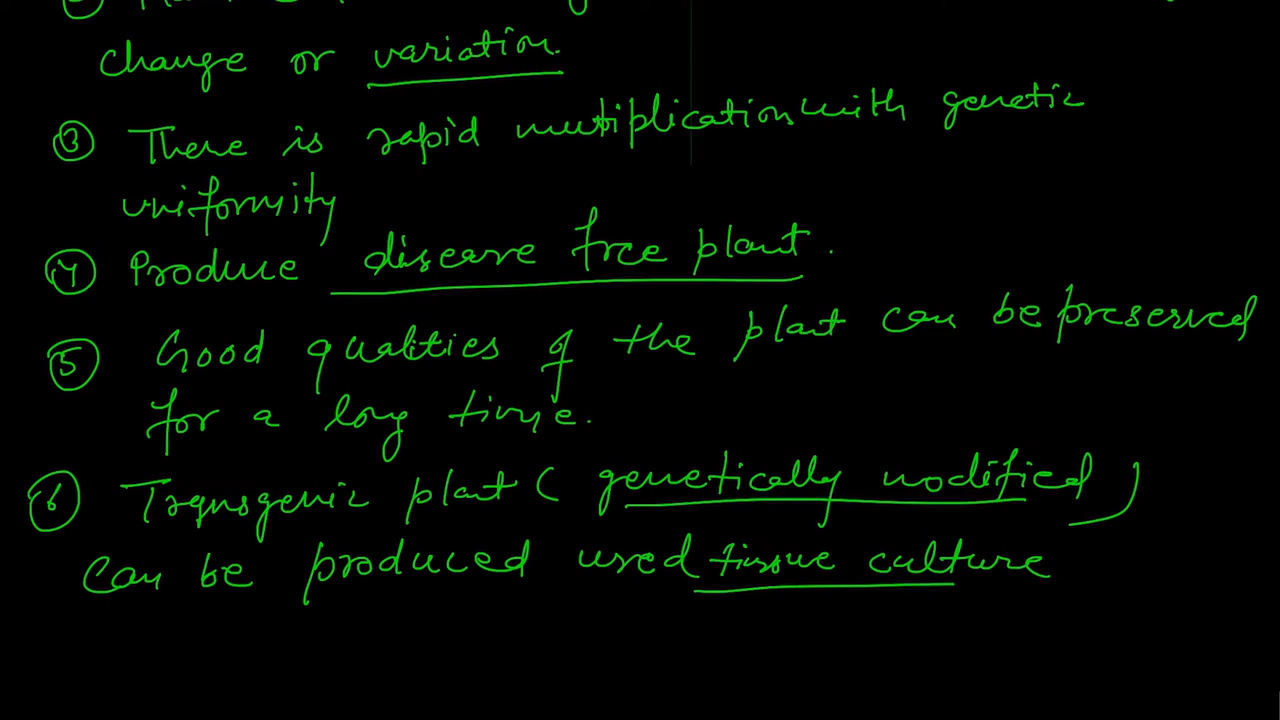 change or variation.
③ There is rapid multiplication with genetic
uniformity
④ Produce disease free plant.
⑤ Good qualities of the plant can be preserved
for a long time.
⑥ Transgenic plant (genetically modified)
can be produced used tissue culture